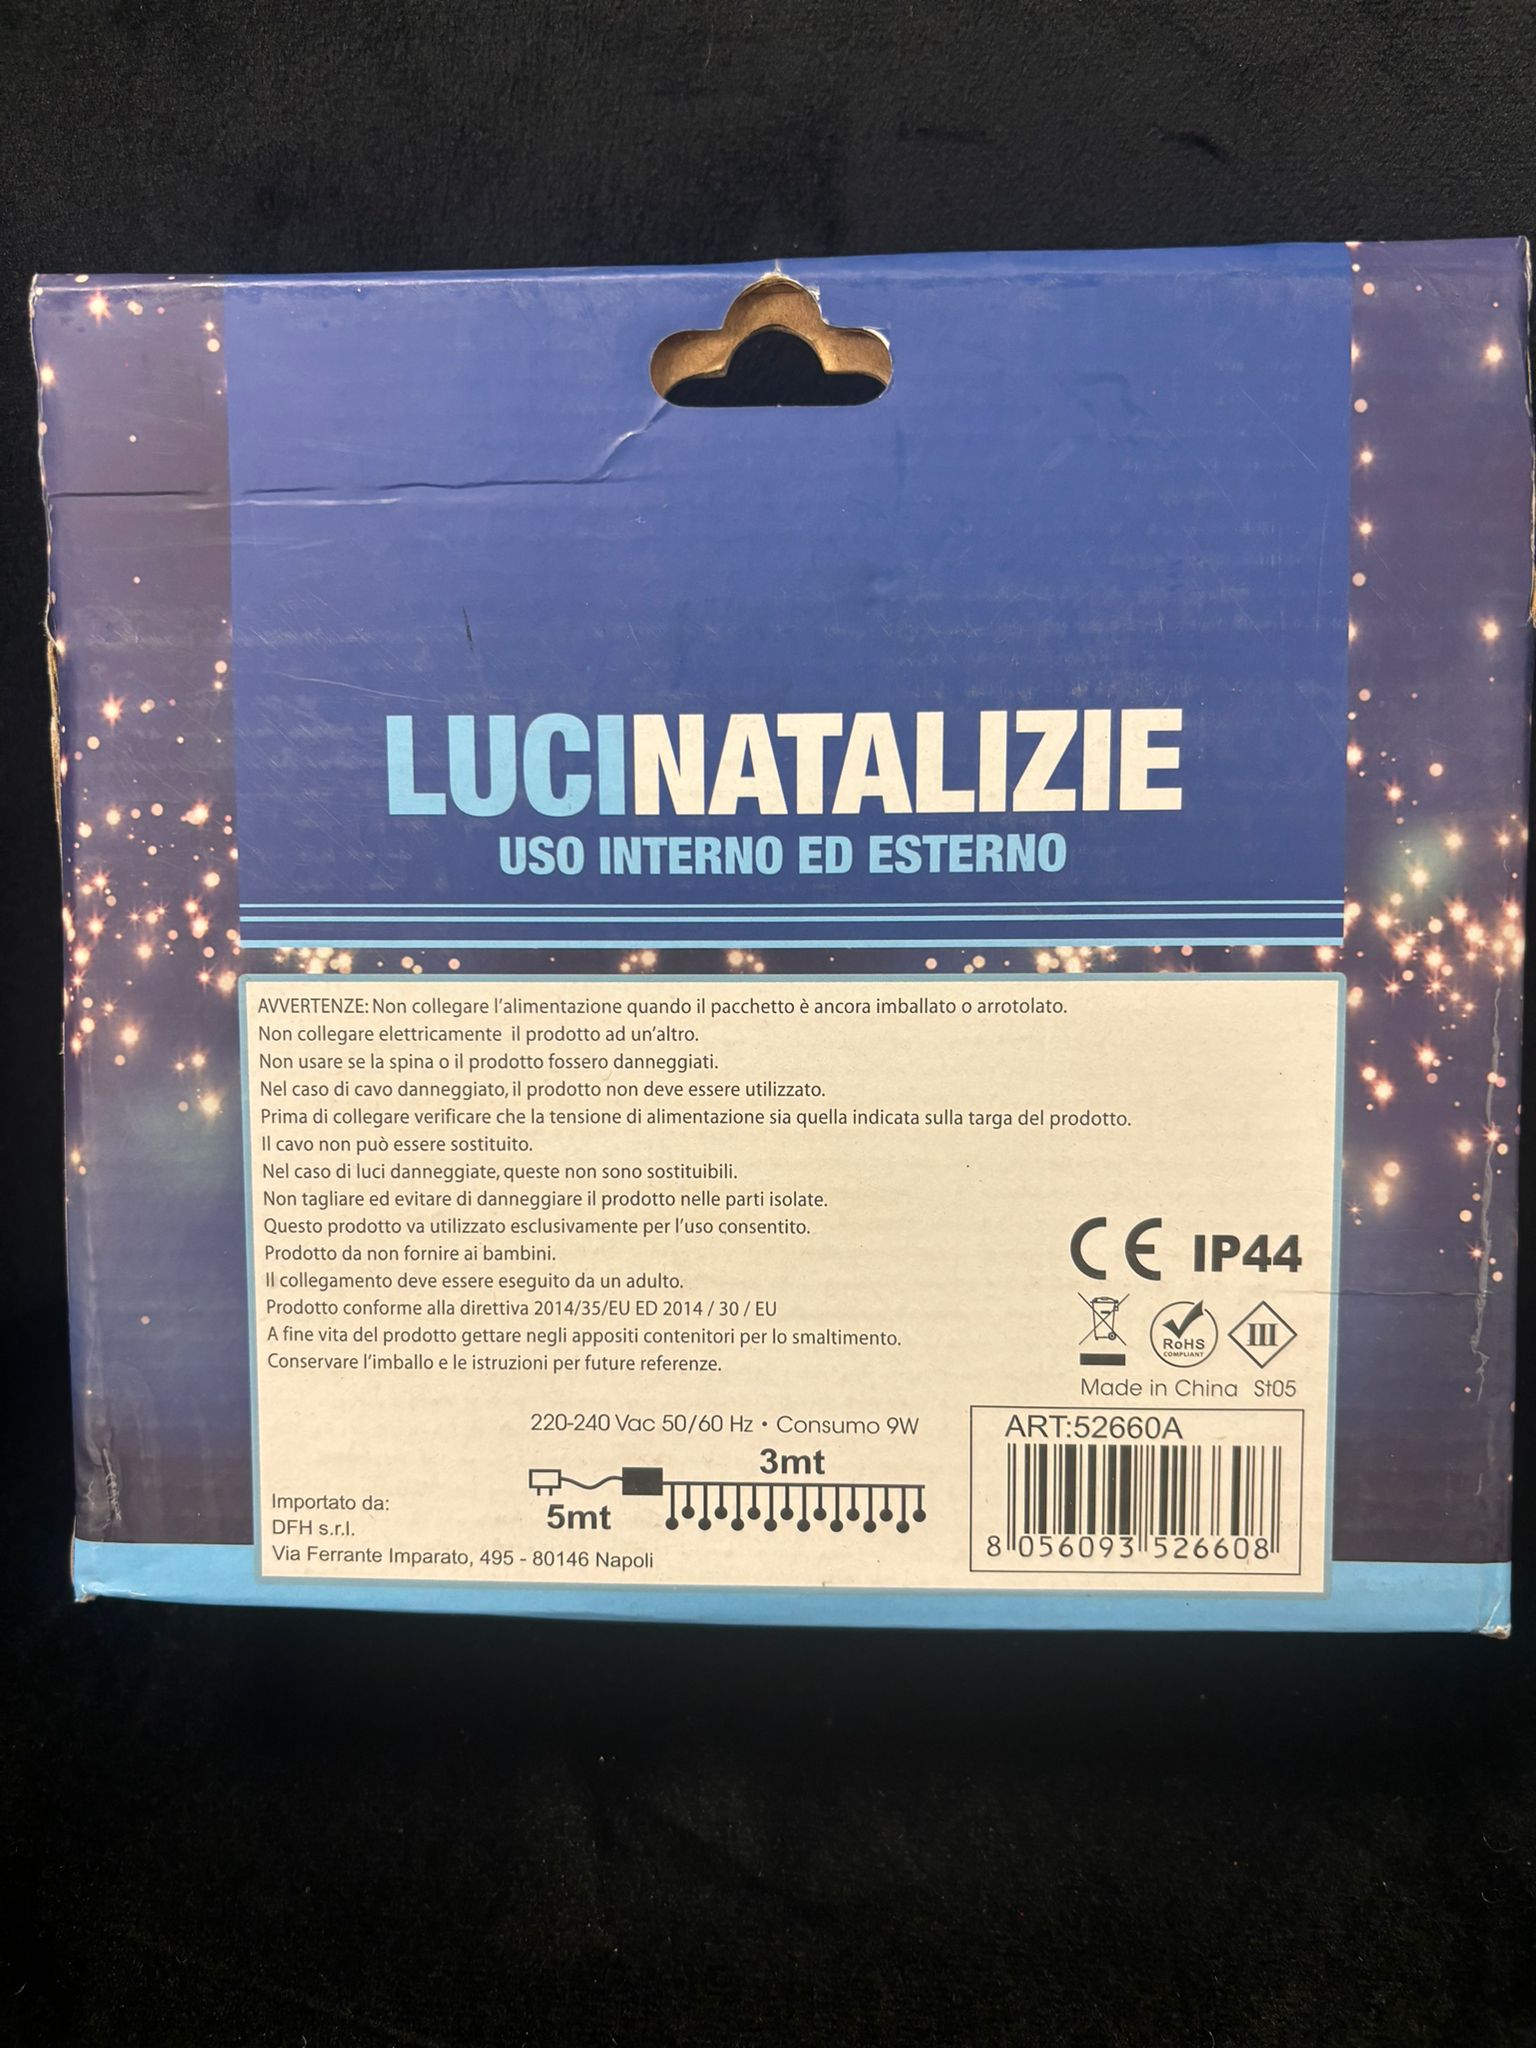 LUCINATALIZIE
USO INTERNO ED ESTERNO
AVVERTENZE: Non collegare l'alimentazione quando il pacchetto è ancora imballato o arrotolato.
Non collegare elettricamente il prodotto ad un'altro.
Non usare se la spina o il prodotto fossero danneggiati.
Nel caso di cavo danneggiato, il prodotto non deve essere utilizzato.
Prima di collegare verificare che la tensione di alimentazione sia quella indicata sulla targa del prodotto.
Il cavo non può essere sostituito.
Nel caso di luci danneggiate, queste non sono sostituibili.
Non tagliare ed evitare di danneggiare il prodotto nelle parti isolate.
Questo prodotto va utilizzato esclusivamente per l'uso consentito.
Prodotto da non fornire ai bambini.
Il collegamento deve essere eseguito da un adulto.
Prodotto conforme alla direttiva 2014/35/EU ED 2014 / 30 / EU
A fine vita del prodotto gettare negli appositi contenitori per lo smaltimento.
Conservare l'imballo e le istruzioni per future referenze.
CE IP44
RoHS
COMPLIANT
III
Made in China St05
220-240 Vac 50/60 Hz • Consumo 9W
3mt
5mt
Importato da:
DFH s.r.l.
Via Ferrante Imparato, 495 - 80146 Napoli
ART:52660A
8 056093 526608